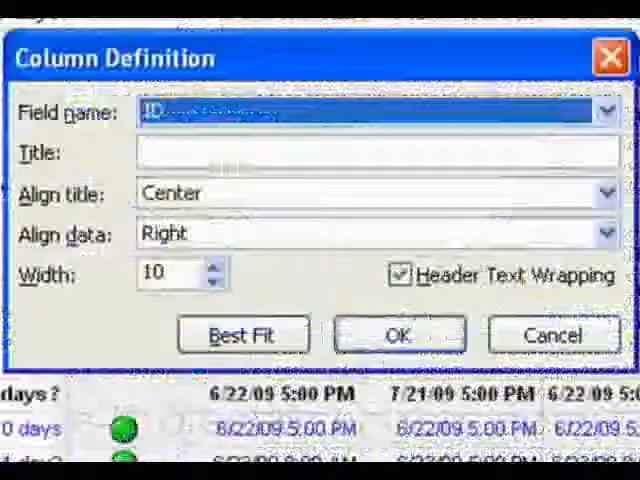 Column Definition
Field name: ID
Title:
Align title: Center
Align data: Right
Width: 10 Header Text Wrapping
Best Fit OK Cancel
days? 6/22/09 5:00 PM 7/21/09 5:00 PM 6/22/09 5:0
0 days 6/22/09 5:00 PM 6/22/09 5:00 PM 6/22/09 5:0